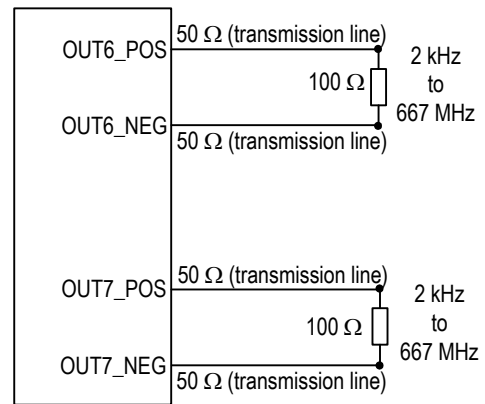 50 Ω (transmission line)
OUT6_POS
2 kHz
100 Ω
to
667 MHz
OUT6_NEG
50 Ω (transmission line)
50 Ω (transmission line)
OUT7_POS
2 kHz
100 Ω
to
667 MHz
OUT7_NEG
50 Ω (transmission line)